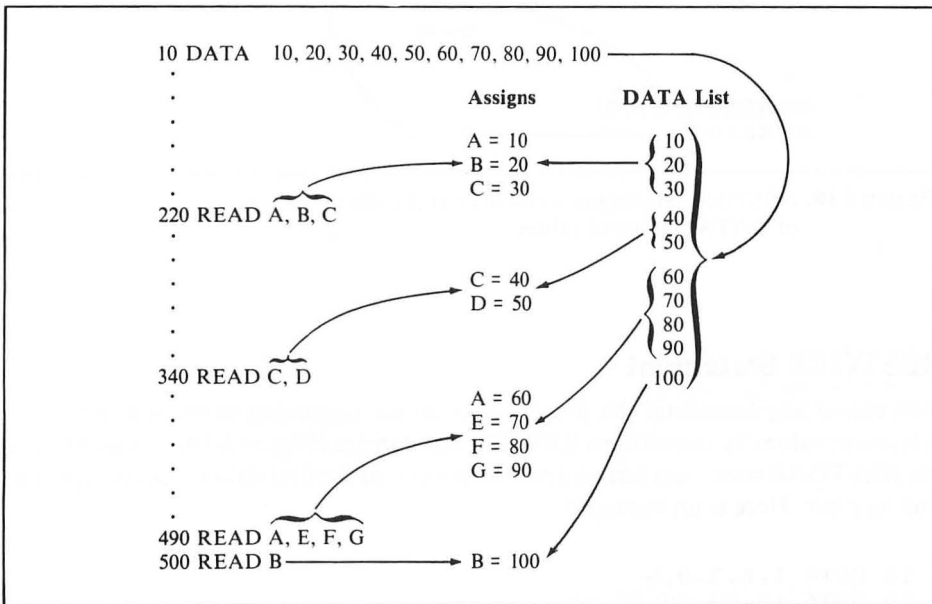 10 DATA 10, 20, 30, 40, 50, 60, 70, 80, 90, 100
Assigns DATA List
A = 10 10
B = 20 20
C = 30 30
220 READ A, B, C
40
50
C = 40
D = 50
60
70
80
90
340 READ C, D
100
A = 60
E = 70
F = 80
G = 90
490 READ A, E, F, G
500 READ B B = 100